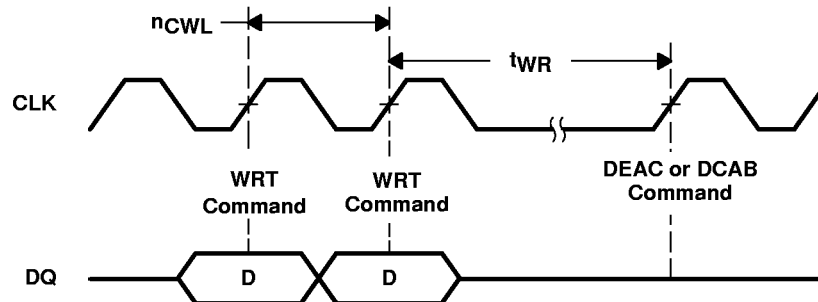 nCWL
tWR
CLK
WRT
Command
WRT
Command
DEAC or DCAB
Command
DQ
D
D